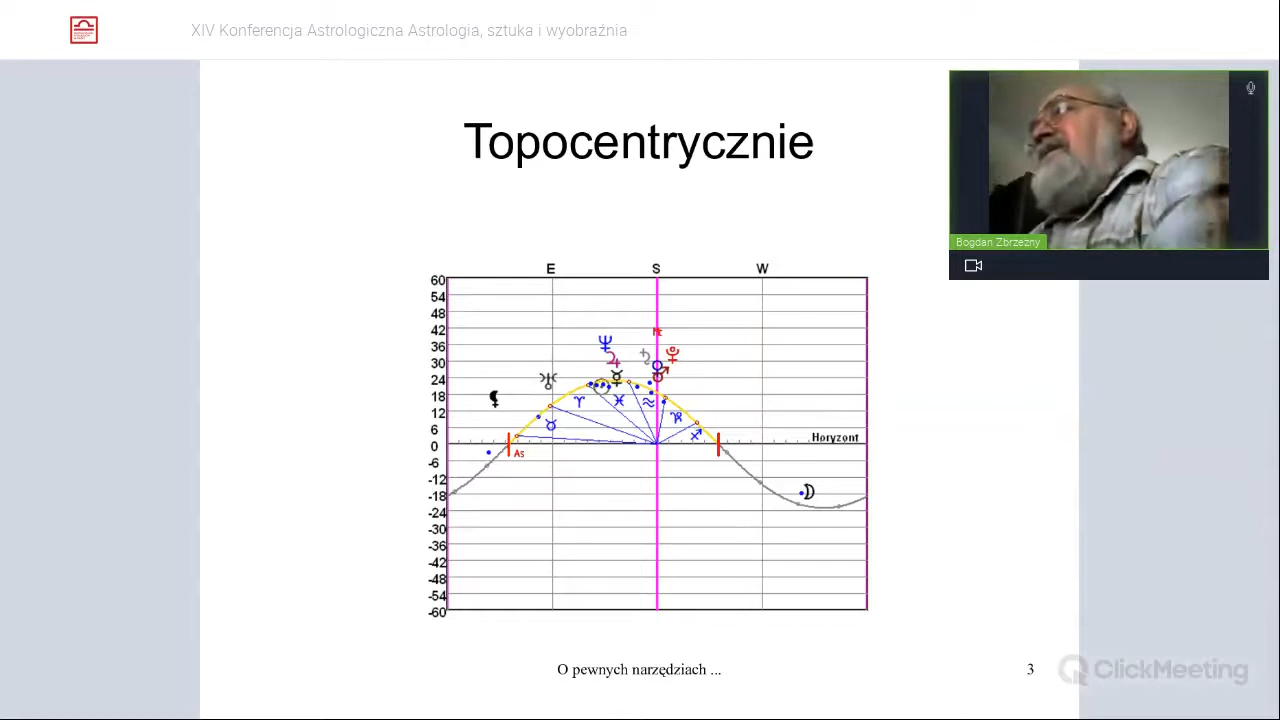 XIV Konferencja Astrologiczna Astrologia, sztuka i wyobraźnia
Topocentrycznie
Bogdan Zbrzezny
E S W
60
54
48
42
36
30
24
18
12
6
0
-6
-12
-18
-24
-30
-36
-42
-48
-54
-60
Horyzont
As
O pewnych narzędziach ...
3
ClickMeeting